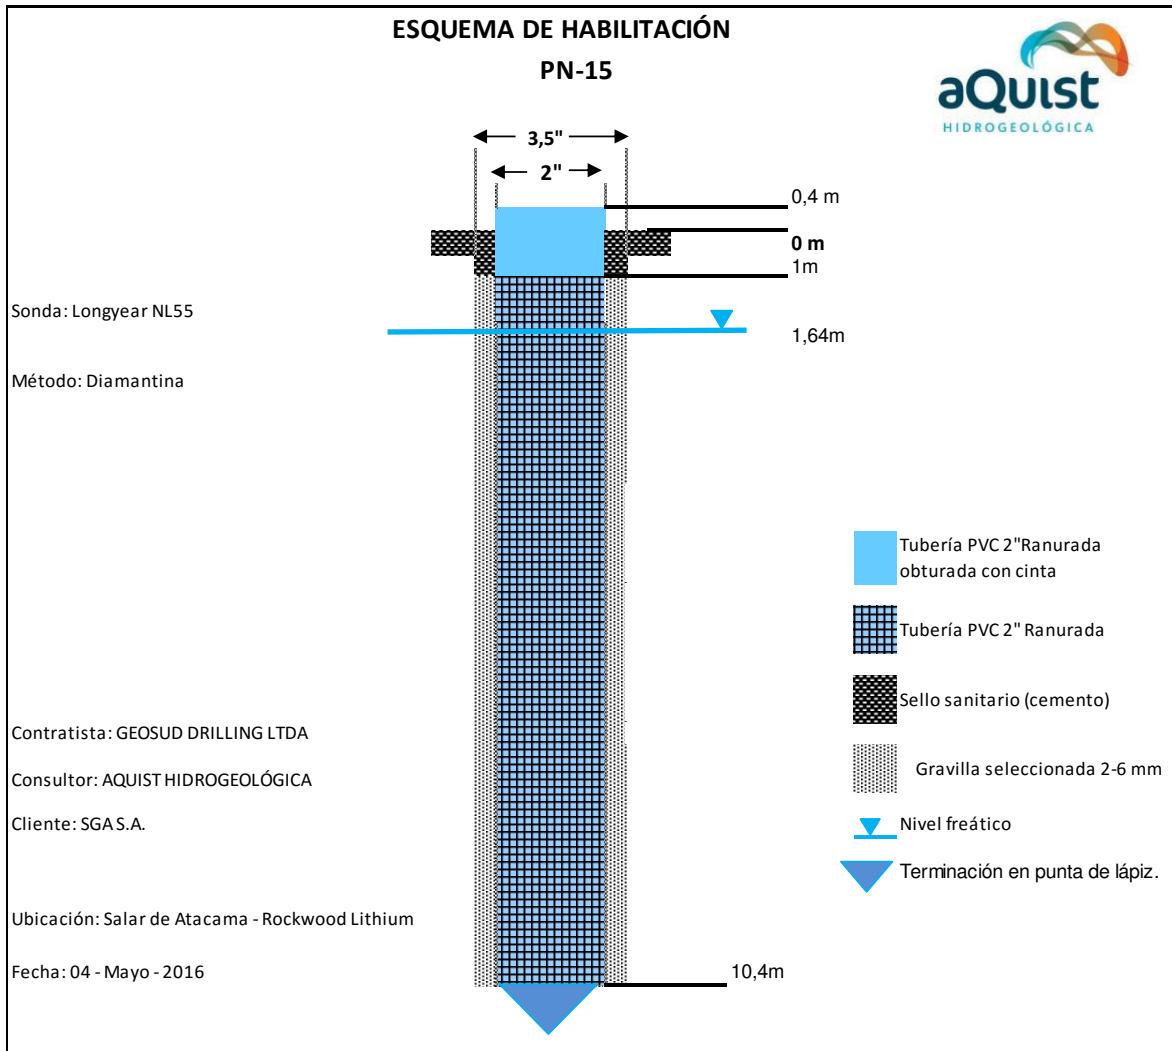 ESQUEMA DE HABILITACIÓN
PN-15
aQuist
HIDROGEOLÓGICA
3,5"
2"
0,4 m
0 m
1m
Sonda: Longyear NL55
1,64m
Método: Diamantina
Tubería PVC 2"Ranurada
obturada con cinta
Tubería PVC 2" Ranurada
Sello sanitario (cemento)
Contratista: GEOSUD DRILLING LTDA
Gravilla seleccionada 2-6 mm
Consultor: AQUIST HIDROGEOLÓGICA
Cliente: SGA S.A.
Nivel freático
Terminación en punta de lápiz.
Ubicación: Salar de Atacama - Rockwood Lithium
Fecha: 04 - Mayo - 2016
10,4m